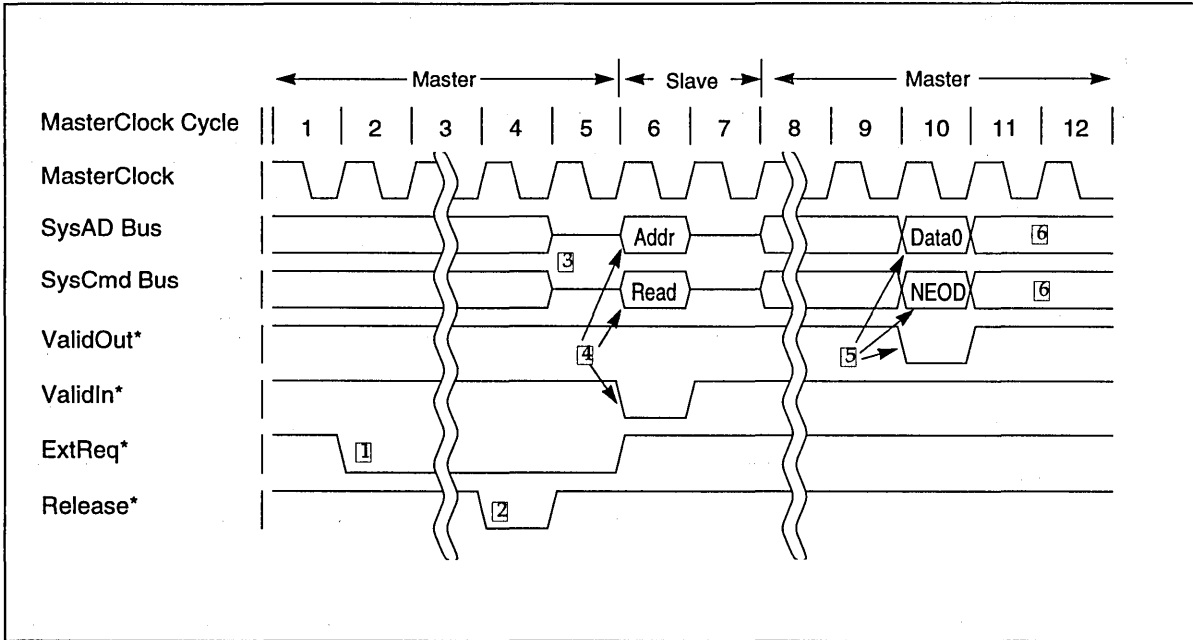 Master Slave Master
MasterClock Cycle 1 2 3 4 5 6 7 8 9 10 11 12
MasterClock
SysAD Bus Addr Data0 6
3
SysCmd Bus Read NEOD 6
ValidOut*
4 5
ValidIn*
ExtReq* 1
Release* 2